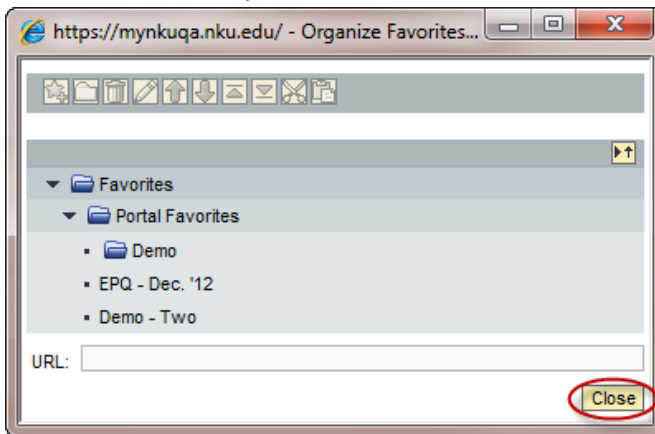 https://mynkuqa.nku.edu/ - Organize Favorites...
Favorites
Portal Favorites
Demo
EPQ - Dec. '12
Demo - Two
URL:
Close